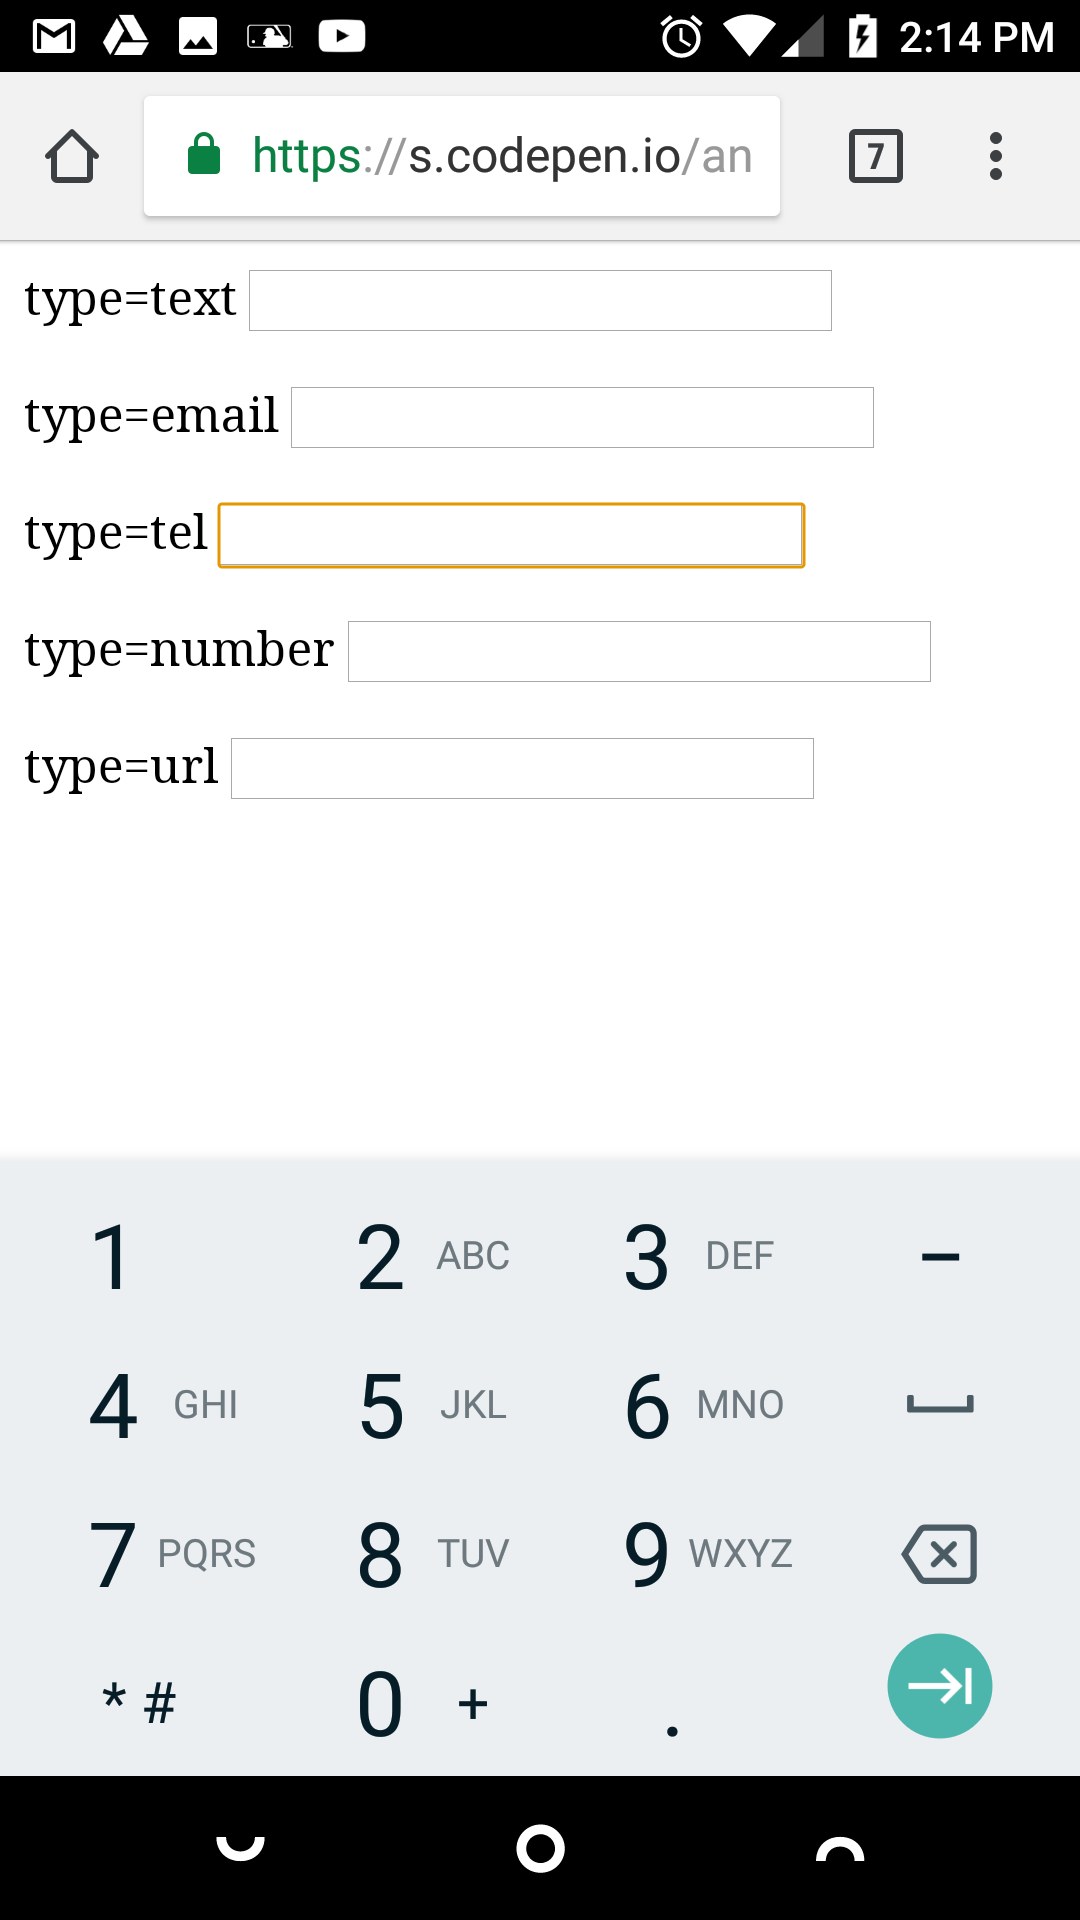 2:14 PM
https://s.codepen.io/an
7
type=text
type=email
type=tel
type=number
type=url
1 2 ABC 3 DEF –
4 GHI 5 JKL 6 MNO
7 PQRS 8 TUV 9 WXYZ
* # 0 + .